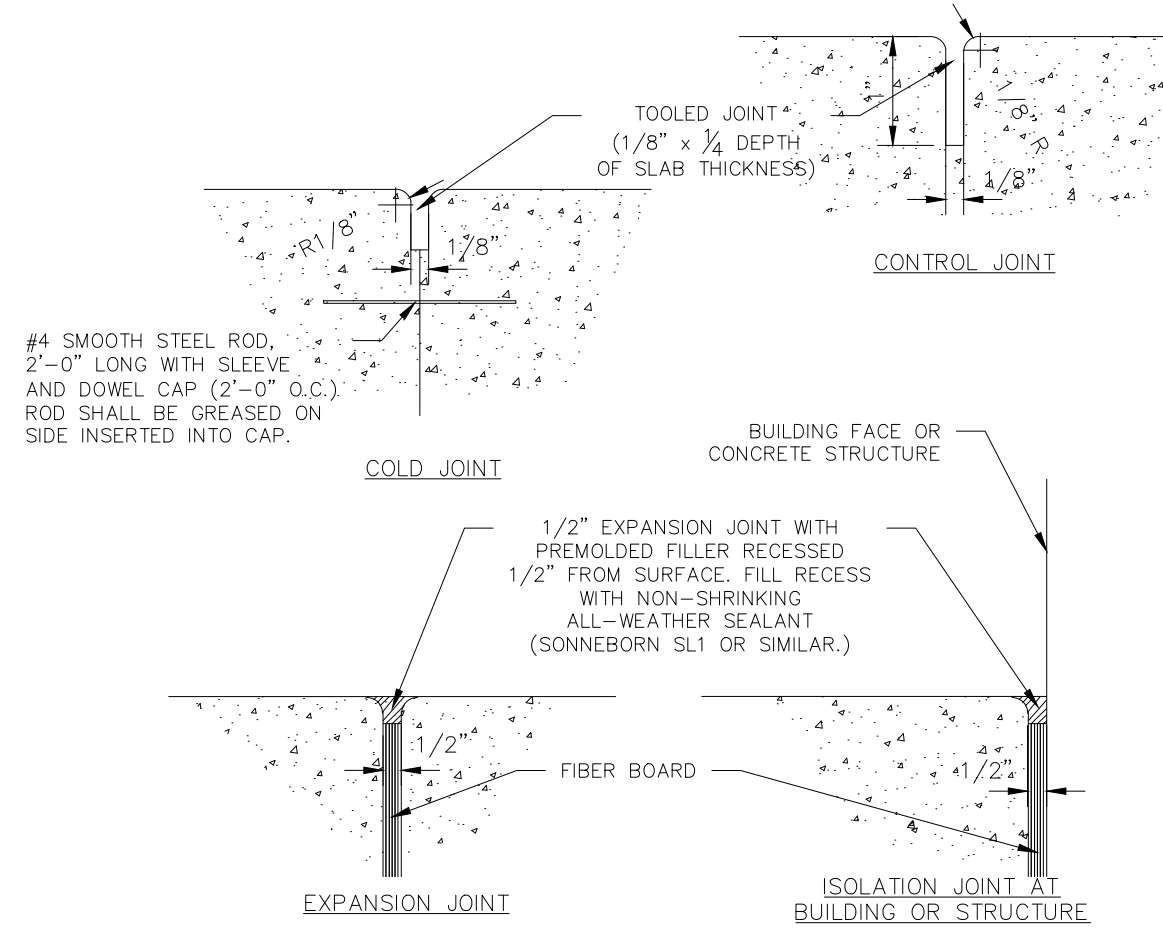 1"
1/8" R
TOOLED JOINT
(1/8" x 1/4 DEPTH
OF SLAB THICKNESS)
1/8"
CONTROL JOINT
R1/8"
1/8"
#4 SMOOTH STEEL ROD,
2'-0" LONG WITH SLEEVE
AND DOWEL CAP (2'-0" O.C.)
ROD SHALL BE GREASED ON
SIDE INSERTED INTO CAP.
COLD JOINT
BUILDING FACE OR
CONCRETE STRUCTURE
1/2" EXPANSION JOINT WITH
PREMOLDED FILLER RECESSED
1/2" FROM SURFACE. FILL RECESS
WITH NON-SHRINKING
ALL-WEATHER SEALANT
(SONNEBORN SL1 OR SIMILAR.)
1/2"
FIBER BOARD
1/2"
EXPANSION JOINT
ISOLATION JOINT AT
BUILDING OR STRUCTURE